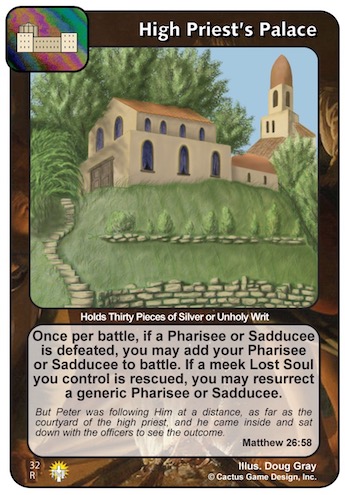 High Priest's Palace
Holds Thirty Pieces of Silver or Unholy Writ
Once per battle, if a Pharisee or Sadducee
is defeated, you may add your Pharisee
or Sadducee to battle. If a meek Lost Soul
you control is rescued, you may resurrect
a generic Pharisee or Sadducee.
But Peter was following Him at a distance, as far as the
courtyard of the high priest, and he came inside and sat
down with the officers to see the outcome.
Matthew 26:58
32
R
Illus. Doug Gray
© Cactus Game Design, Inc.